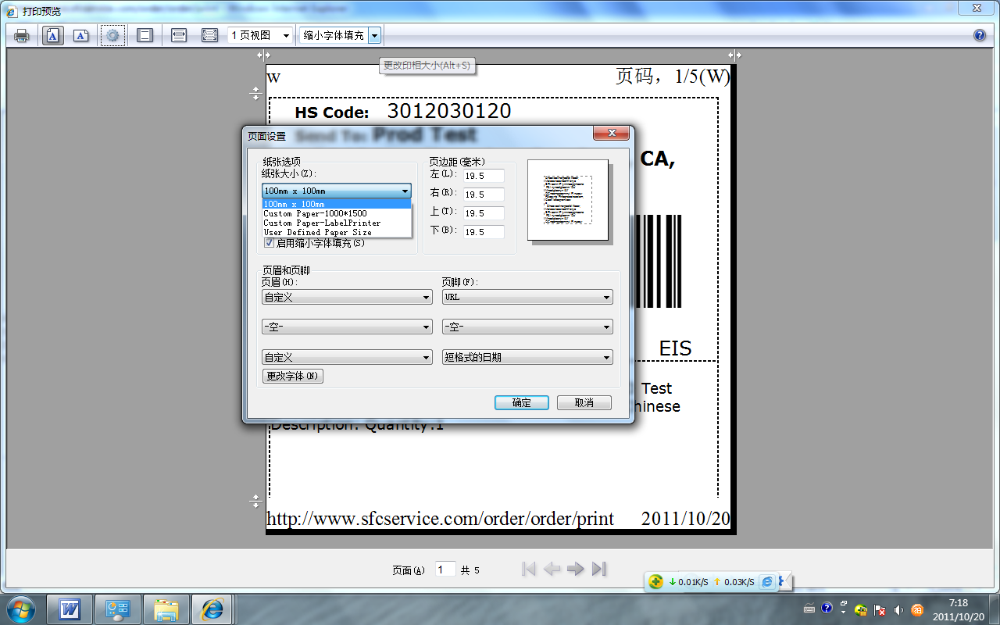 打印预览
1 页视图
缩小字体填充
更改印相大小(Alt+S)
w
页码，1/5(W)
HS Code: 3012030120
Send To: Prod Test
页面设置
CA,
纸张选项
纸张大小(Z):
100mm x 100mm
100mm x 100mm
Custom Paper-1000*1500
Custom Paper-LabelPrinter
User Defined Paper Size
启用缩小字体填充(S)
页边距(毫米)
左(L): 19.5
右(R): 19.5
上(T): 19.5
下(B): 19.5
页眉和页脚
页眉(H):
页脚(F):
自定义
URL
-空-
-空-
自定义
短格式的日期
更改字体(N)
确定
取消
EIS
Test
hinese
Description: Quantity:1
http://www.sfcservice.com/order/order/print 2011/10/20
页面(A) 1 共 5
0.01K/S 0.03K/S
7:18
2011/10/20